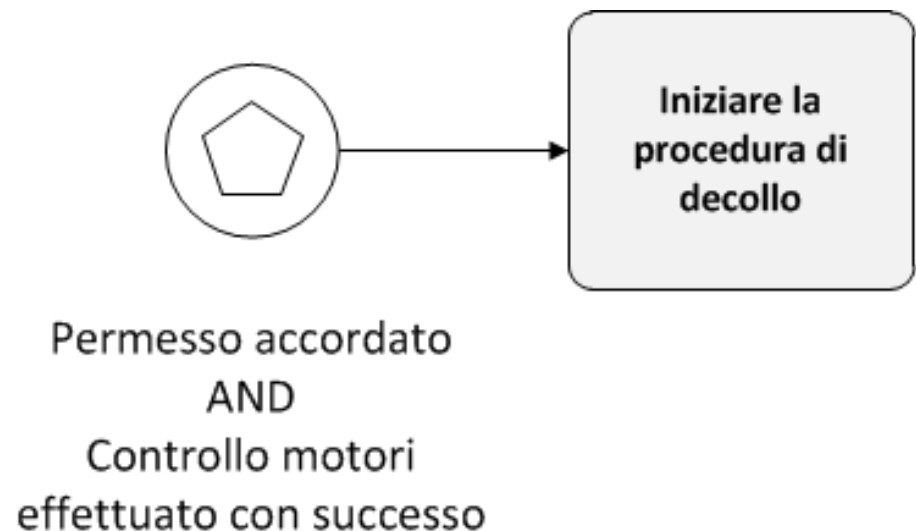 Iniziare la
procedura di
decollo
Permesso accordato
AND
Controllo motori
effettuato con successo